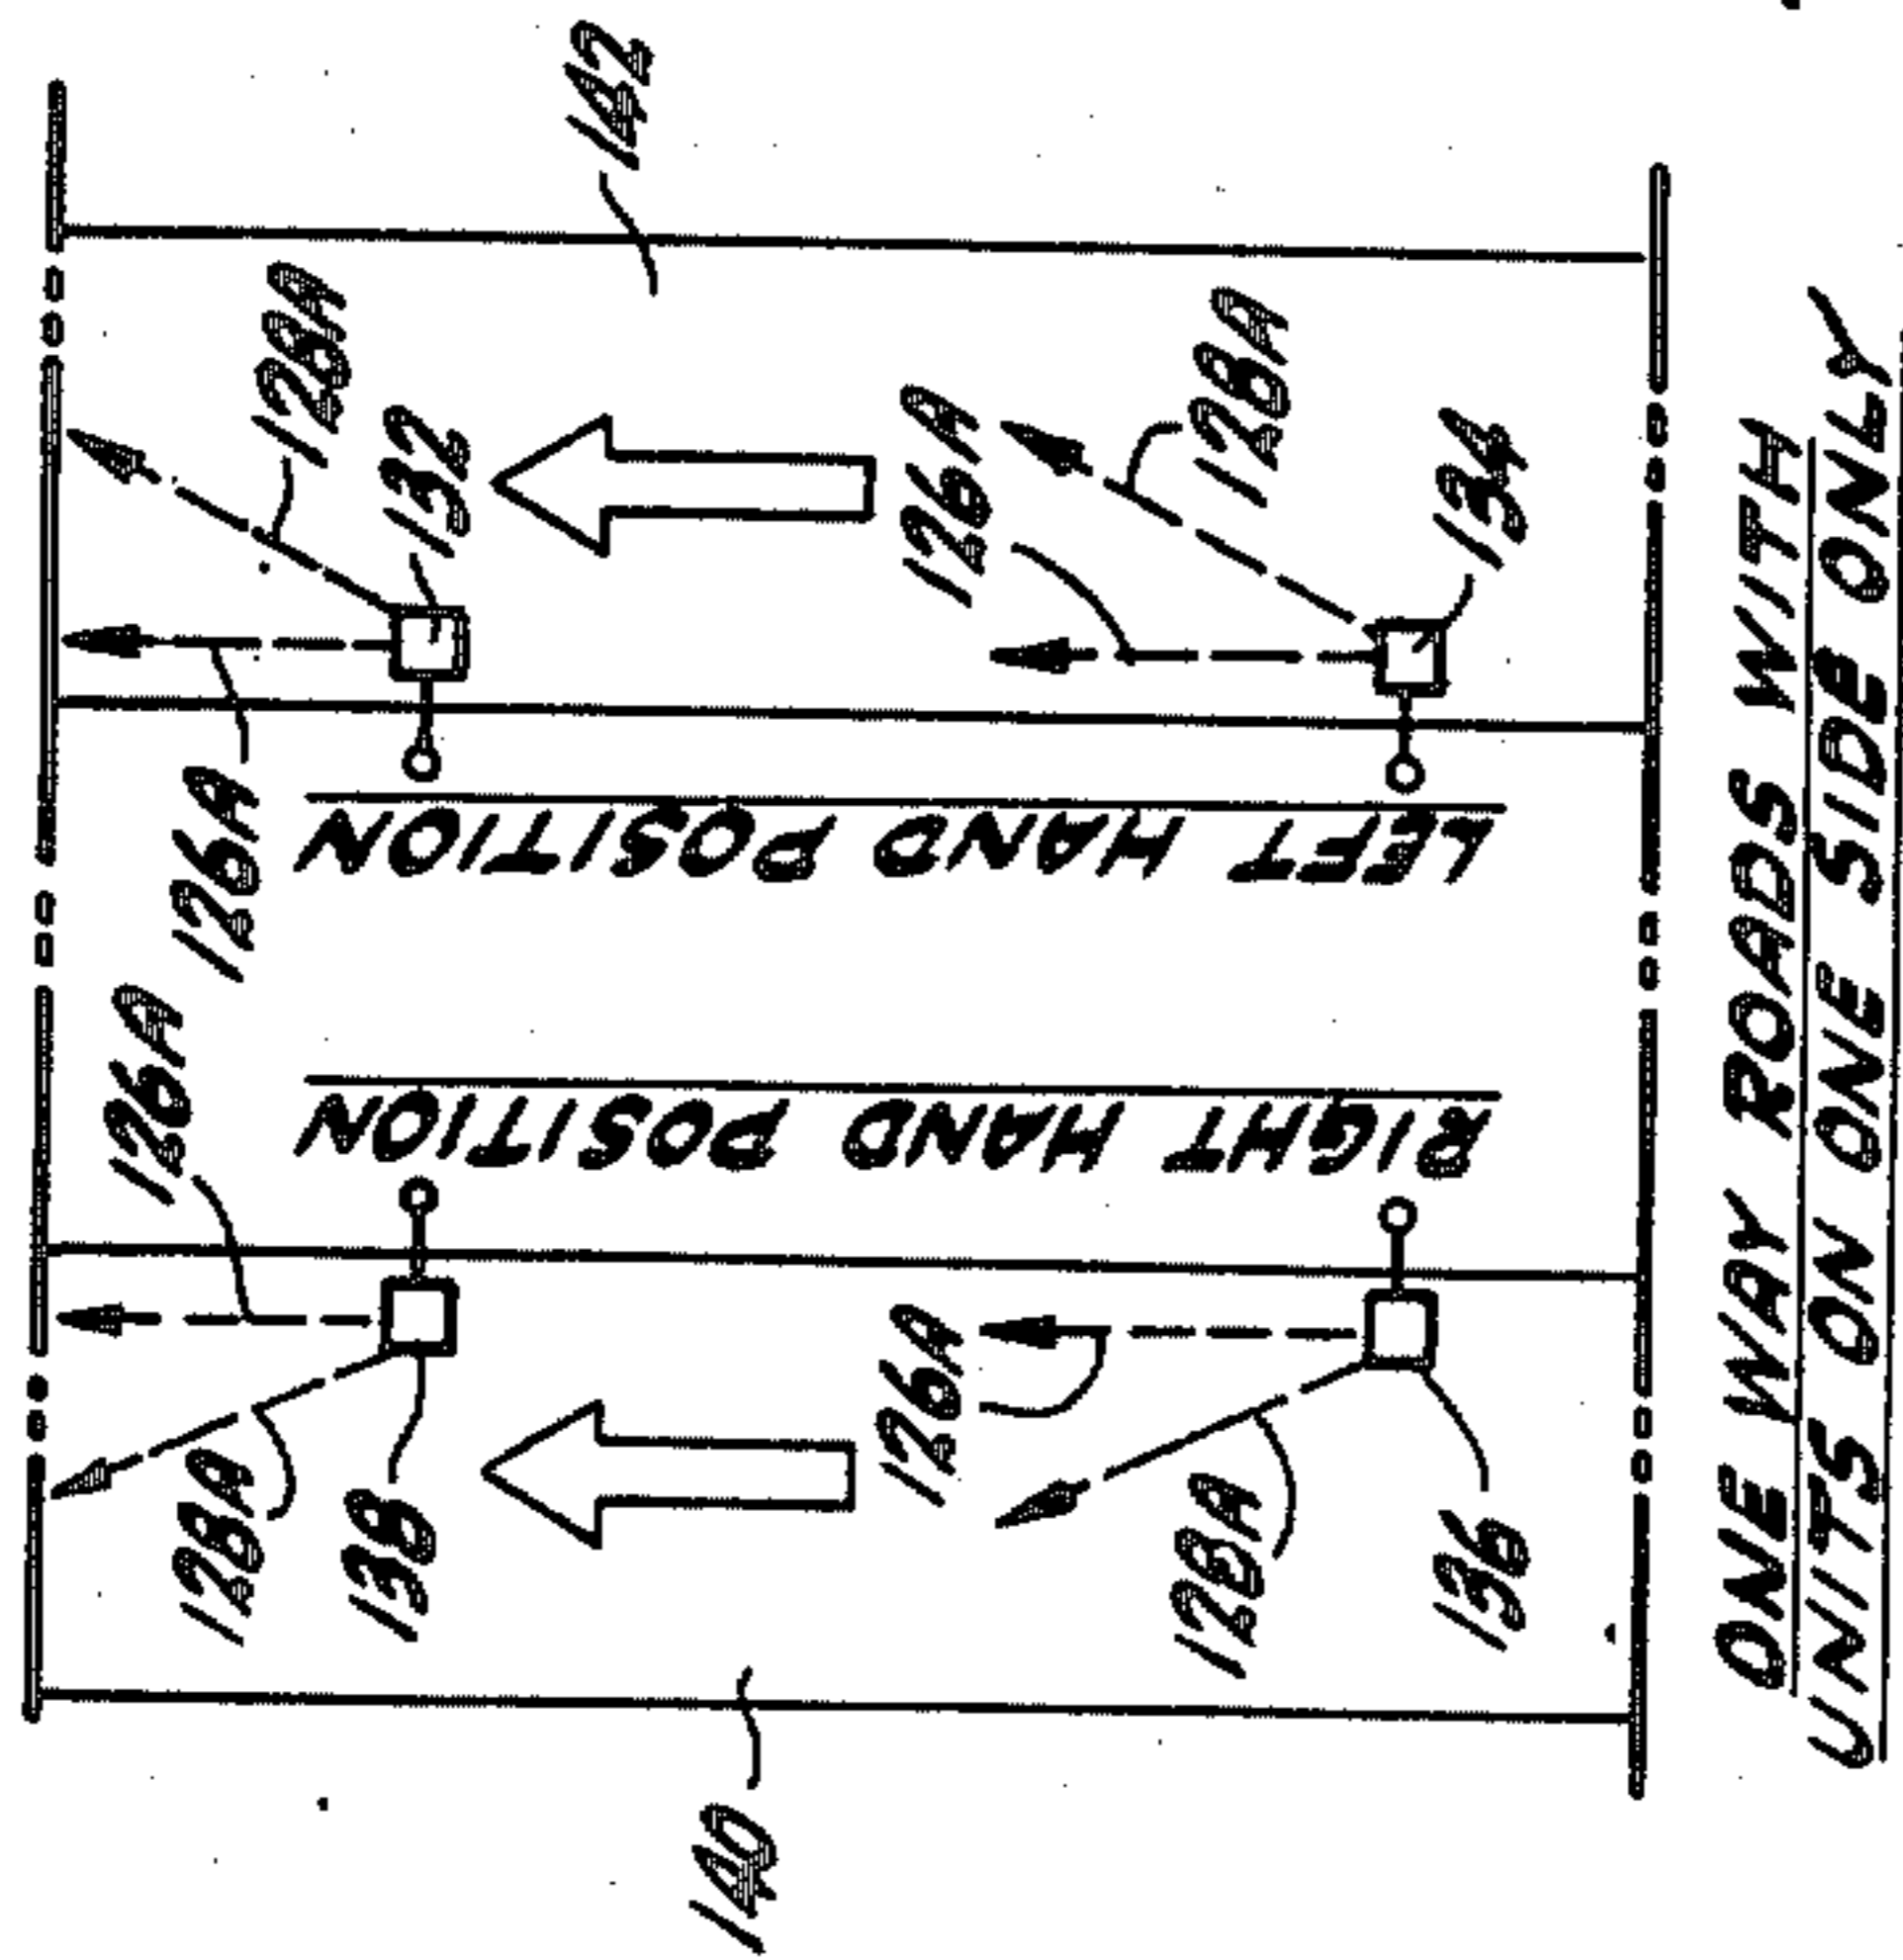 142
128A
132
126A
126A
128A
134
LEFT HAND POSITION
126A
RIGHT HAND POSITION
128A
138
126A
128A
136
140
ONE WAY ROADS WITH
UNITS ON ONE SIDE ONLY